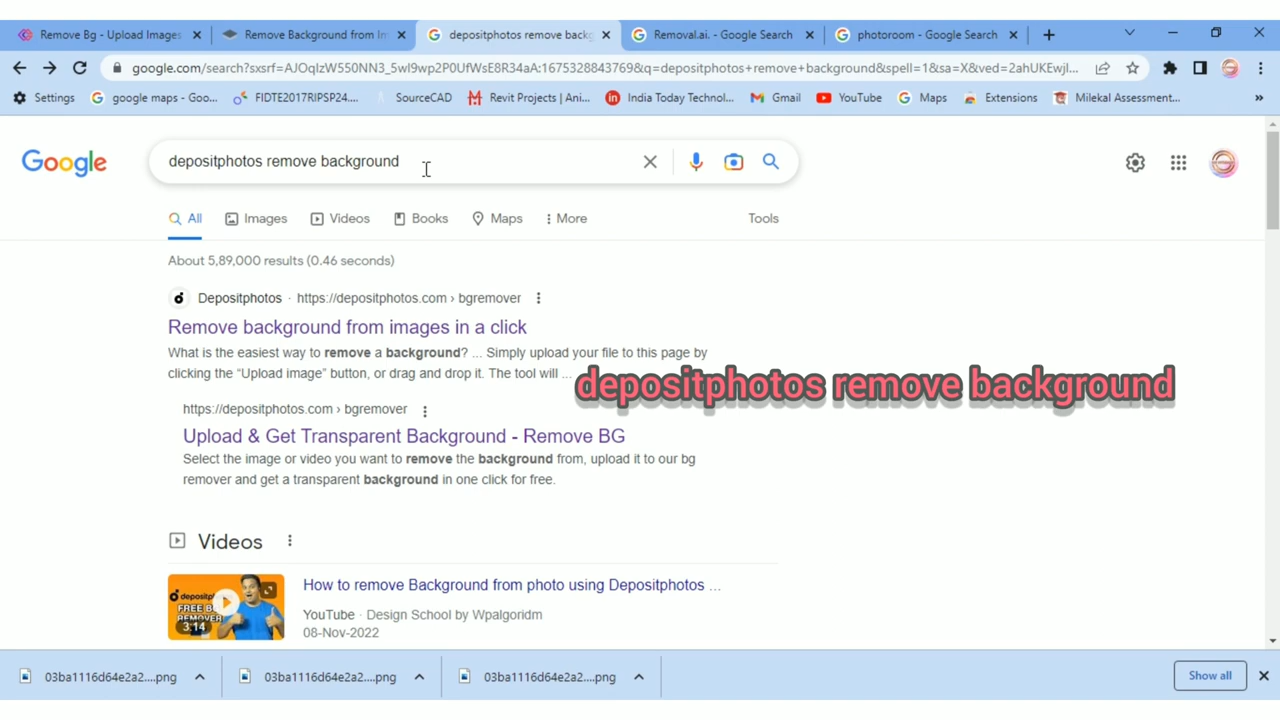 Remove Bg - Upload Images
Remove Background from Im
depositphotos remove backg
Removal.ai. - Google Search
photoroom - Google Search
google.com/search?sxsrf=AJOqlzW550NN3_5wI9wp2P0UfWsE8R34aA:1675328843769&q=depositphotos+remove+background&spell=1&sa=X&ved=2ahUKEwjl...
Settings
google maps - Goo...
FIDTE2017RIPSP24....
SourceCAD
Revit Projects | Ani...
India Today Technol...
Gmail
YouTube
Maps
Extensions
Milekal Assessment...
»
Google
depositphotos remove background
All
Images
Videos
Books
Maps
More
Tools
About 5,89,000 results (0.46 seconds)
Depositphotos · https://depositphotos.com › bgremover
Remove background from images in a click
What is the easiest way to remove a background? ... Simply upload your file to this page by
clicking the “Upload image” button, or drag and drop it. The tool will ...
depositphotos remove background
https://depositphotos.com › bgremover
Upload & Get Transparent Background - Remove BG
Select the image or video you want to remove the background from, upload it to our bg
remover and get a transparent background in one click for free.
Videos
depositp
FREE B
REMOVER
3:14
How to remove Background from photo using Depositphotos ...
YouTube · Design School by Wpalgoridm
08-Nov-2022
03ba1116d64e2a2....png
03ba1116d64e2a2....png
03ba1116d64e2a2....png
Show all